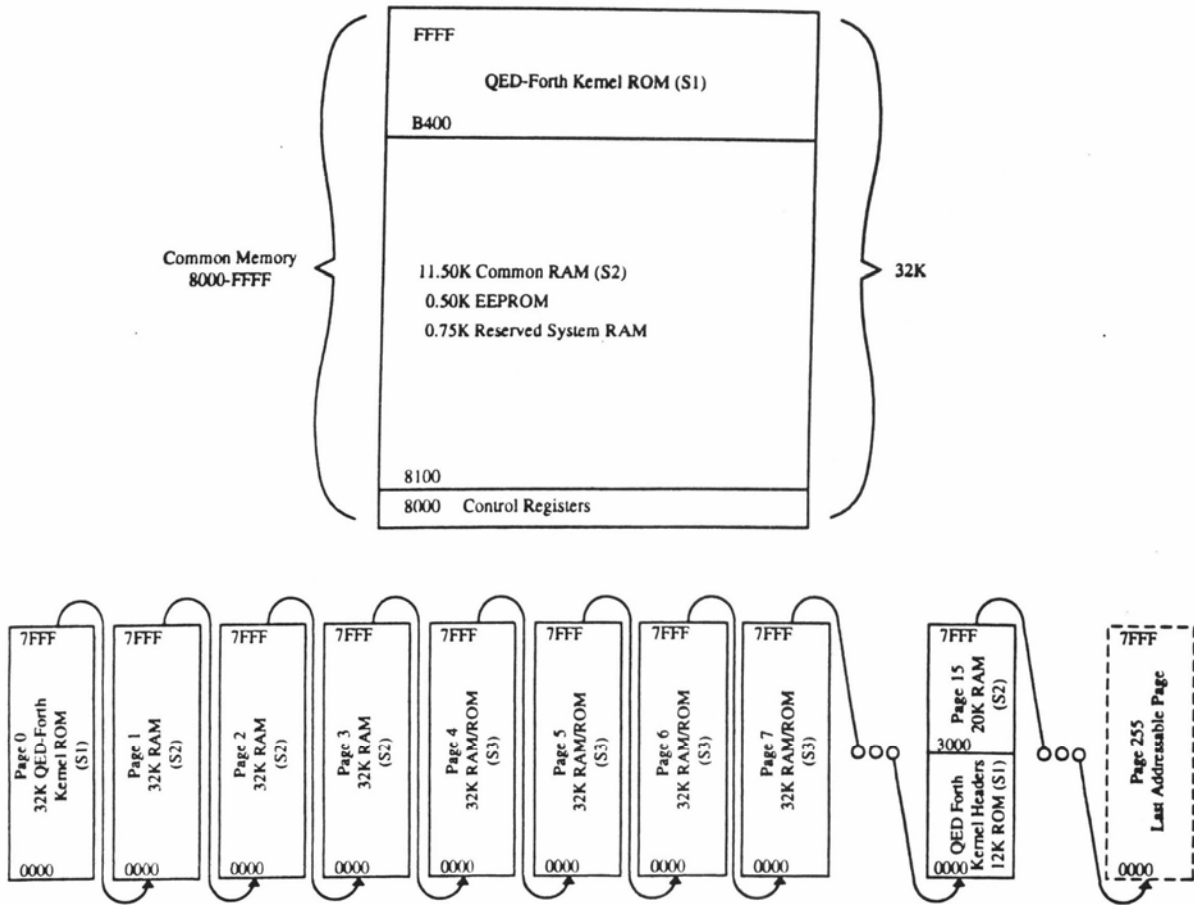 FFFF
QED-Forth Kernel ROM (S1)
B400
Common Memory
8000-FFFF
11.50K Common RAM (S2)
0.50K EEPROM
0.75K Reserved System RAM
32K
8100
8000 Control Registers
7FFF
Page 0
32K QED-Forth
Kernel ROM
(S1)
0000
7FFF
Page 1
32K RAM
(S2)
0000
7FFF
Page 2
32K RAM
(S2)
0000
7FFF
Page 3
32K RAM
(S2)
0000
7FFF
Page 4
32K RAM/ROM
(S3)
0000
7FFF
Page 5
32K RAM/ROM
(S3)
0000
7FFF
Page 6
32K RAM/ROM
(S3)
0000
7FFF
Page 7
32K RAM/ROM
(S3)
0000
7FFF
Page 15
20K RAM
(S2)
3000
QED Forth
Kernel Headers
12K ROM (S1)
0000
7FFF
Page 255
Last Addressable Page
0000